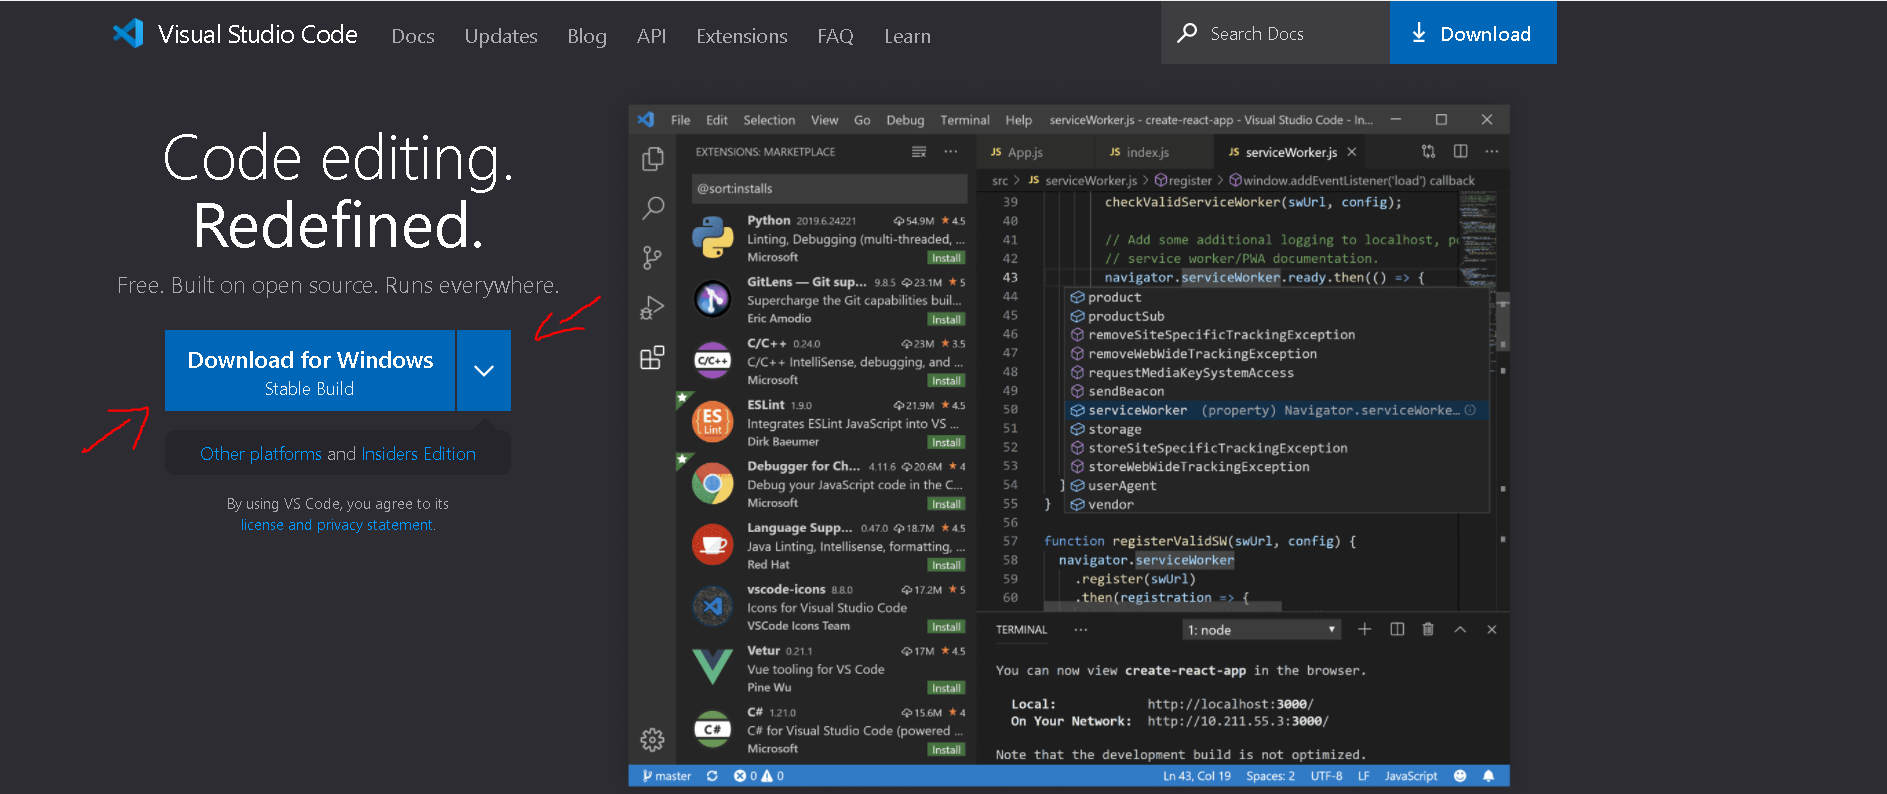 Visual Studio Code Docs Updates Blog API Extensions FAQ Learn Search Docs Download
Code editing.
Redefined.
Free. Built on open source. Runs everywhere.
Download for Windows
Stable Build
Other platforms and Insiders Edition
By using VS Code, you agree to its
license and privacy statement.
File Edit Selection View Go Debug Terminal Help serviceWorker.js - create-react-app - Visual Studio Code - In...
EXTENSIONS: MARKETPLACE
@sort:installs
Python 2019.6.24221 54.9M 4.5
Linting, Debugging (multi-threaded, ...
Microsoft Install
GitLens — Git sup... 9.8.5 23.1M 5
Supercharge the Git capabilities buil...
Eric Amodio Install
C/C++ 0.24.0 23M 3.5
C/C++
C/C++ IntelliSense, debugging, and ...
Microsoft Install
ESLint 1.9.0 21.9M 4.5
ES
Lint
Integrates ESLint JavaScript into VS ...
Dirk Baeumer Install
Debugger for Ch... 4.11.6 20.6M 4
Debug your JavaScript code in the C...
Microsoft Install
Language Supp... 0.47.0 18.7M 4.5
Java Linting, Intellisense, formatting, ...
Red Hat Install
vscode-icons 8.8.0 17.2M 5
Icons for Visual Studio Code
VSCode Icons Team Install
Vetur 0.21.1 17M 4.5
Vue tooling for VS Code
Pine Wu Install
C# 1.21.0 15.6M 4
C#
C# for Visual Studio Code (powered ...
Microsoft Install
JS App.js JS index.js JS serviceWorker.js
src > JS serviceWorker.js > register > window.addEventListener('load') callback
39 checkValidServiceWorker(swUrl, config);
40
41 // Add some additional logging to localhost, po
42 // service worker/PWA documentation.
43 navigator.serviceWorker.ready.then(() => {
44 product
45 productSub
46 removeSiteSpecificTrackingException
47 removeWebWideTrackingException
48 requestMediaKeySystemAccess
49 sendBeacon
50 serviceWorker (property) Navigator.serviceWorke...
51 storage
52 storeSiteSpecificTrackingException
53 storeWebWideTrackingException
54 } userAgent
55 } vendor
56
57 function registerValidSW(swUrl, config) {
58 navigator.serviceWorker
59 .register(swUrl)
60 .then(registration => {
TERMINAL ... 1: node
You can now view create-react-app in the browser.
Local: http://localhost:3000/
On Your Network: http://10.211.55.3:3000/
Note that the development build is not optimized.
master 0 0 Ln 43, Col 19 Spaces: 2 UTF-8 LF JavaScript